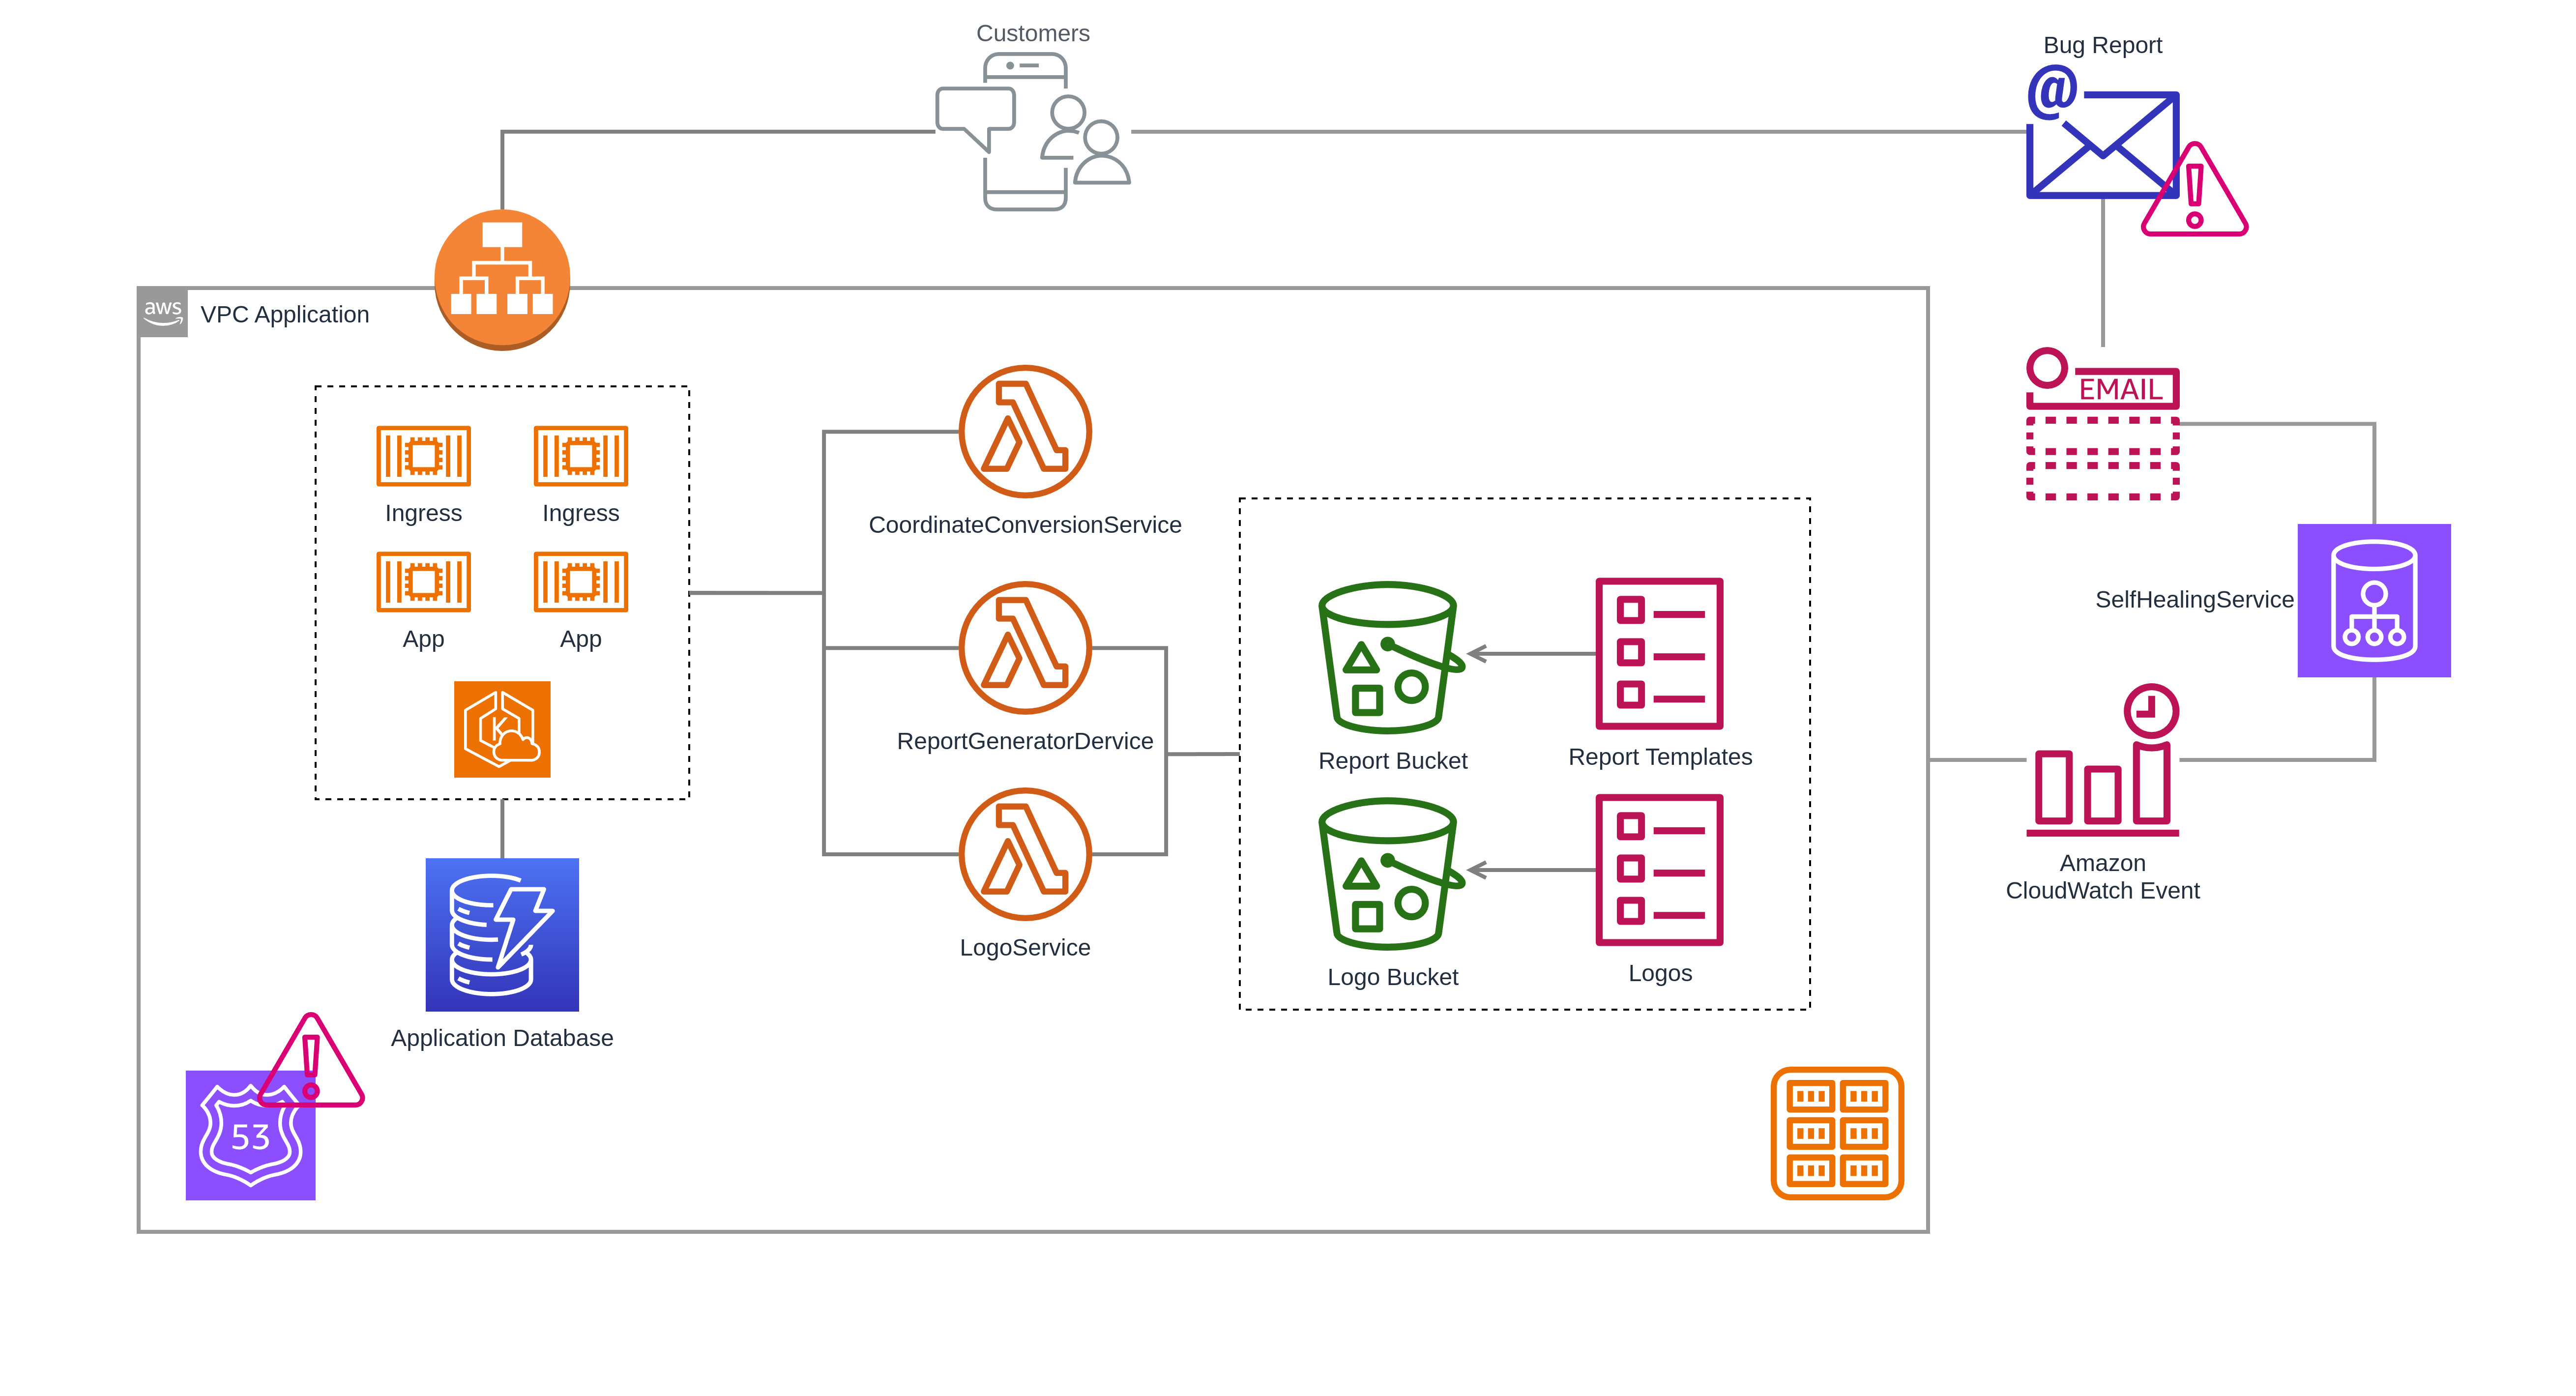 Customers
Bug Report
@
aws
VPC Application
EMAIL
Ingress
Ingress
CoordinateConversionService
App
App
SelfHealingService
K
ReportGeneratorDervice
Report Bucket
Report Templates
Amazon
CloudWatch Event
LogoService
Logo Bucket
Logos
Application Database
53